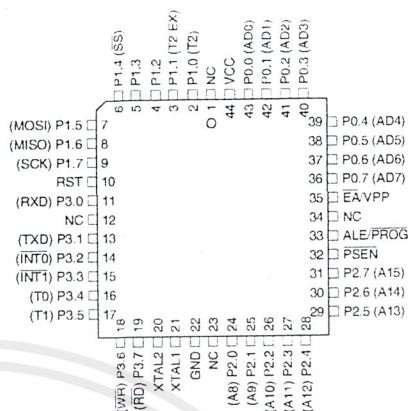 P1.4 (SS)
P1.3
P1.2
P1.1 (T2 EX)
P1.0 (T2)
NC
VCC
P0.0 (AD0)
P0.1 (AD1)
P0.2 (AD2)
P0.3 (AD3)
6 5 4 3 2 1 44 43 42 41 40
(MOSI) P1.5 7
(MISO) P1.6 8
(SCK) P1.7 9
RST 10
(RXD) P3.0 11
NC 12
(TXD) P3.1 13
(INT0) P3.2 14
(INT1) P3.3 15
(T0) P3.4 16
(T1) P3.5 17
39 P0.4 (AD4)
38 P0.5 (AD5)
37 P0.6 (AD6)
36 P0.7 (AD7)
35 EA/VPP
34 NC
33 ALE/PROG
32 PSEN
31 P2.7 (A15)
30 P2.6 (A14)
29 P2.5 (A13)
18 19 20 21 22 23 24 25 26 27 28
(WR) P3.6
(RD) P3.7
XTAL2
XTAL1
GND
NC
(A8) P2.0
(A9) P2.1
(A10) P2.2
(A11) P2.3
(A12) P2.4